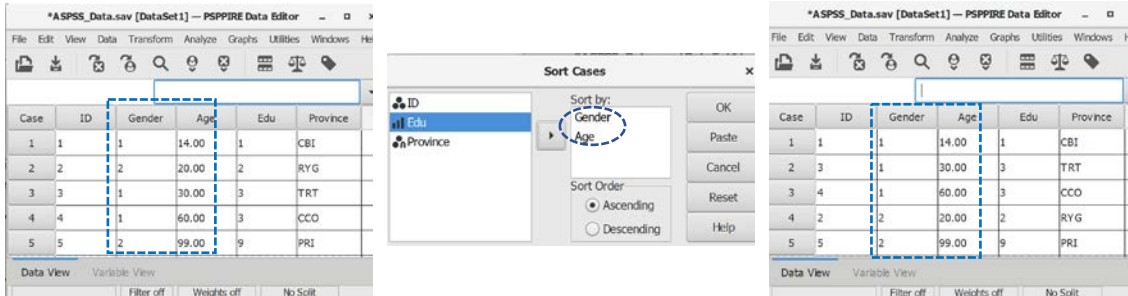 *ASPSS_Data.sav [DataSet1] — PSPPIRE Data Editor
File Edit View Data Transform Analyze Graphs Utilities Windows Hel
Case ID Gender Age Edu Province
1 1 1 14.00 1 CBI
2 2 2 20.00 2 RYG
3 3 1 30.00 3 TRT
4 4 1 60.00 3 CCO
5 5 2 99.00 9 PRI
Data View Variable View
Filter off Weights off No Split
Sort Cases
ID
Edu
Province
Sort by:
Gender
Age
Sort Order
Ascending
Descending
OK
Paste
Cancel
Reset
Help
*ASPSS_Data.sav [DataSet1] — PSPPIRE Data Editor
File Edit View Data Transform Analyze Graphs Utilities Windows
Case ID Gender Age Edu Province
1 1 1 14.00 1 CBI
2 3 1 30.00 3 TRT
3 4 1 60.00 3 CCO
4 2 2 20.00 2 RYG
5 5 2 99.00 9 PRI
Data View Variable View
Filter off Weights off No Split